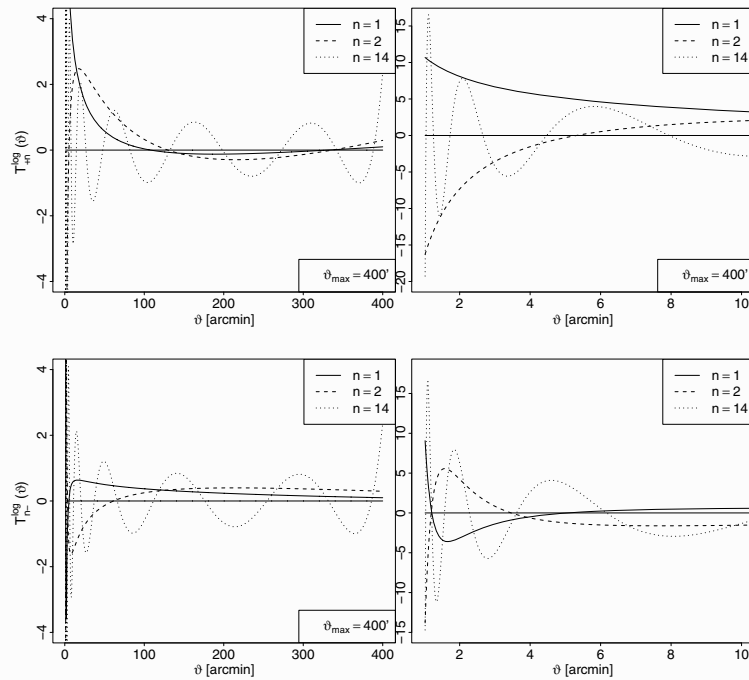 n = 1
n = 2
n = 14
T+n^log (ϑ)
4
2
0
−2
−4
ϑmax = 400'
0 100 200 300 400
ϑ [arcmin]
n = 1
n = 2
n = 14
15
10
5
0
−5
−10
−15
−20
ϑmax = 400'
2 4 6 8 10
ϑ [arcmin]
n = 1
n = 2
n = 14
Tn-^log (ϑ)
4
2
0
−2
−4
ϑmax = 400'
0 100 200 300 400
ϑ [arcmin]
n = 1
n = 2
n = 14
15
10
5
0
−5
−10
−15
2 4 6 8 10
ϑ [arcmin]